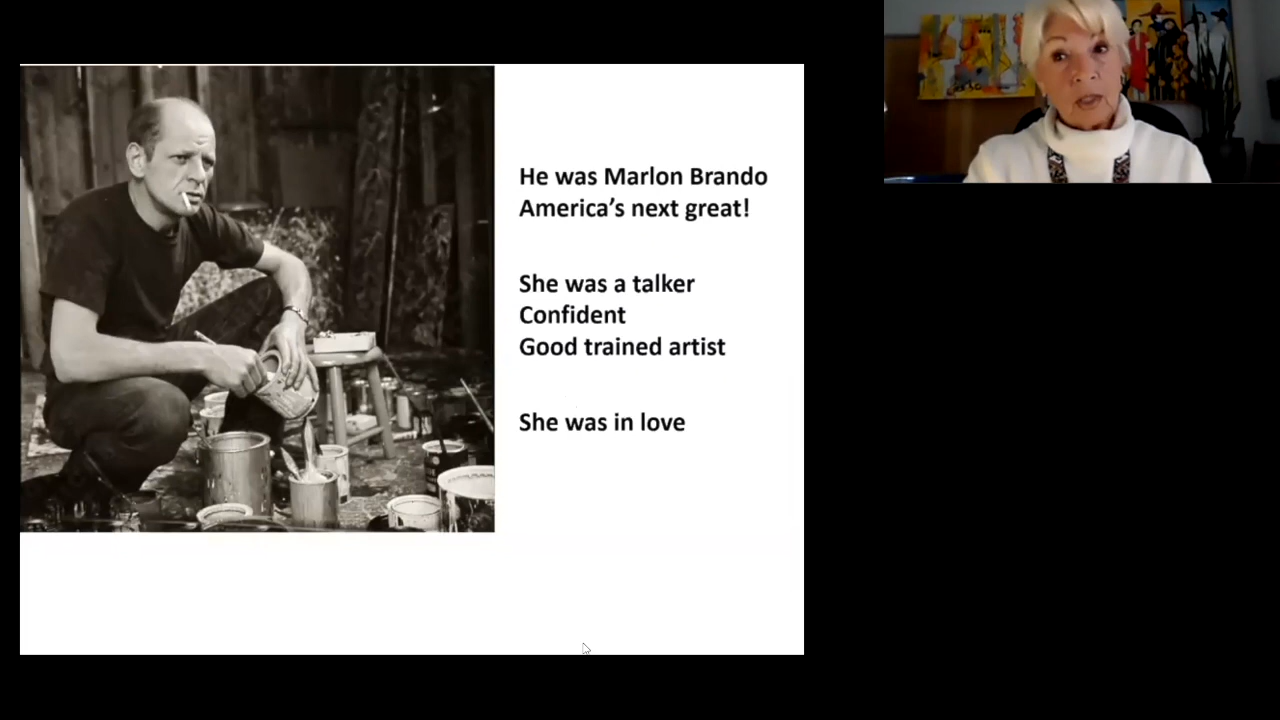 He was Marlon Brando
America's next great!
She was a talker
Confident
Good trained artist
She was in love